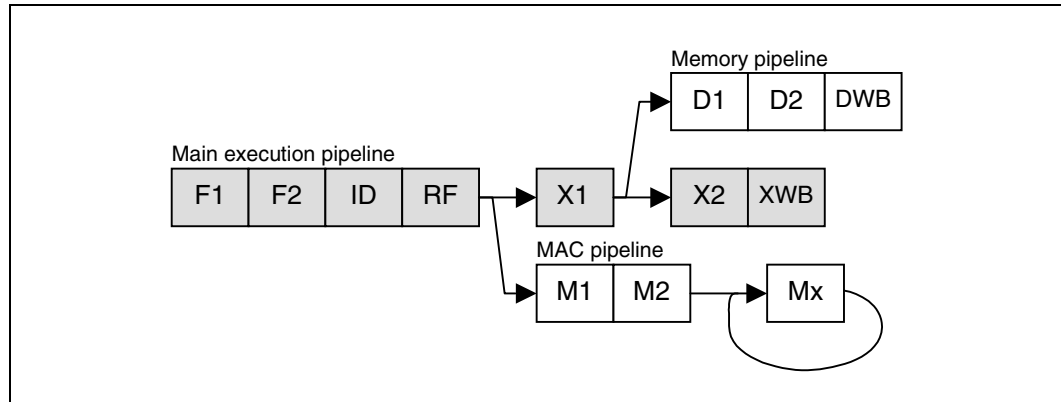 Memory pipeline
D1 D2 DWB
Main execution pipeline
F1 F2 ID RF X1 X2 XWB
MAC pipeline
M1 M2 Mx